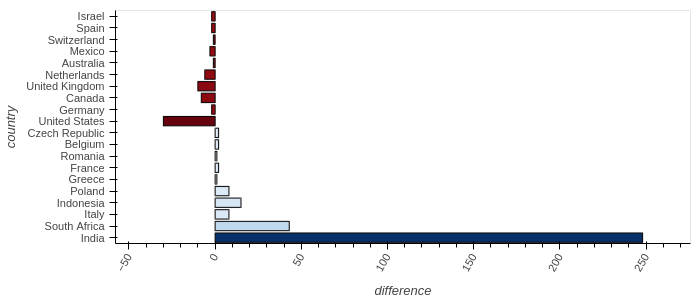 Israel
Spain
Switzerland
Mexico
Australia
Netherlands
United Kingdom
Canada
Germany
United States
Czech Republic
Belgium
Romania
France
Greece
Poland
Indonesia
Italy
South Africa
India
country
-50
0
50
100
150
200
250
difference